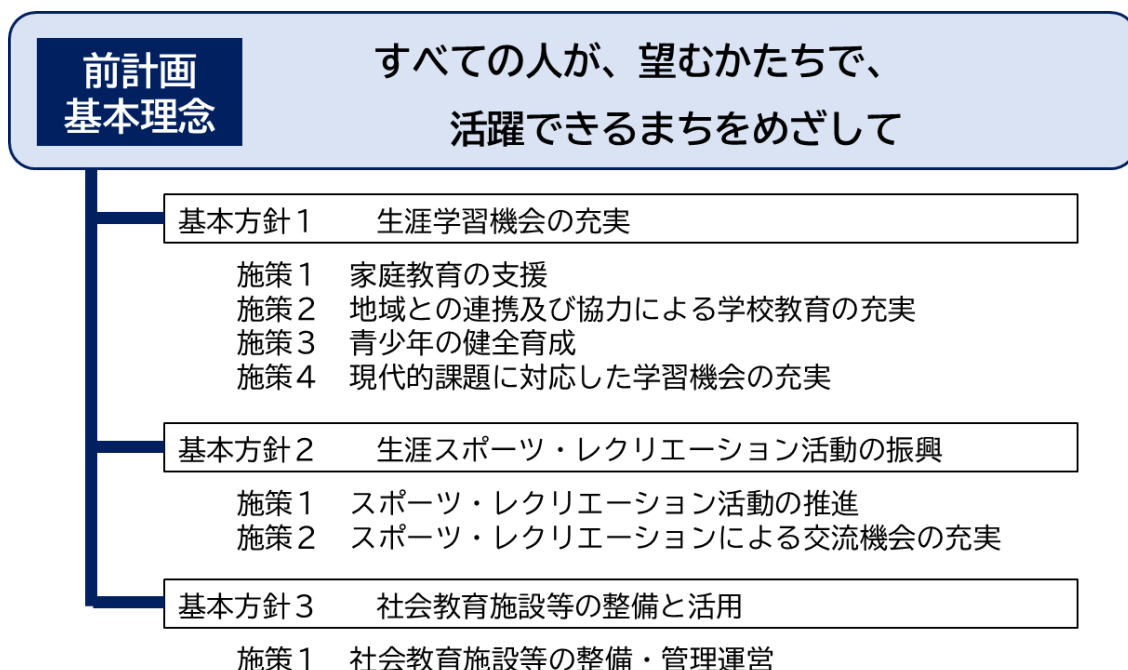 前計画
基本理念
すべての人が、望むかたちで、
活躍できるまちをめざして
基本方針１　生涯学習機会の充実
施策１　家庭教育の支援
施策２　地域との連携及び協力による学校教育の充実
施策３　青少年の健全育成
施策４　現代的課題に対応した学習機会の充実
基本方針２　生涯スポーツ・レクリエーション活動の振興
施策１　スポーツ・レクリエーション活動の推進
施策２　スポーツ・レクリエーションによる交流機会の充実
基本方針３　社会教育施設等の整備と活用
施策１　社会教育施設等の整備・管理運営